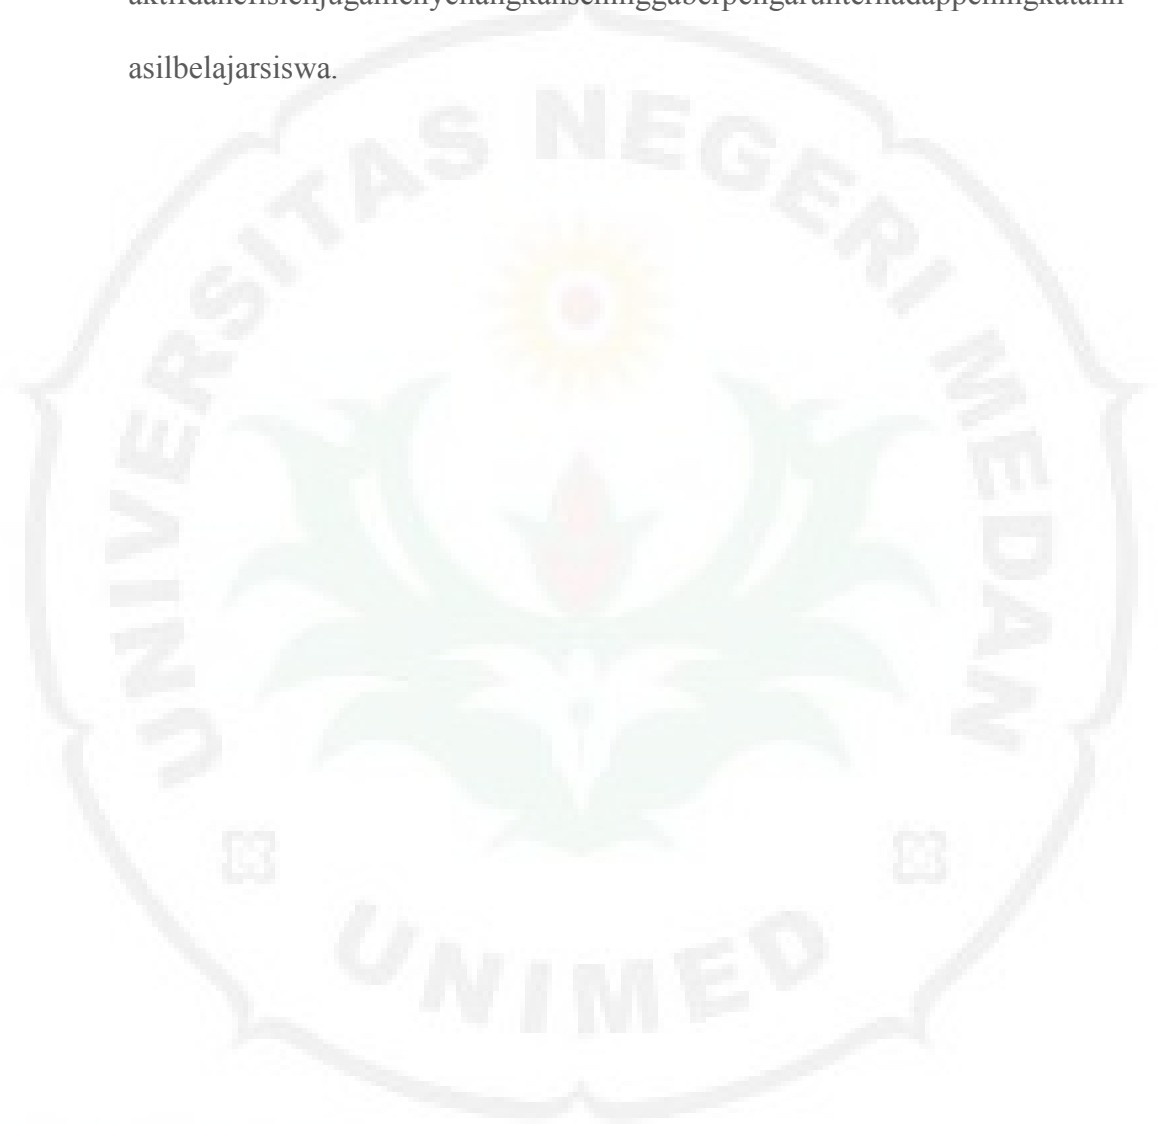 aktifdanefisienjugamenyenangkansehinggaberpengaruhterhadappeningkatanh
asilbelajarsiswa.
UNIVERSITAS NEGERI MEDAN
UNIMED